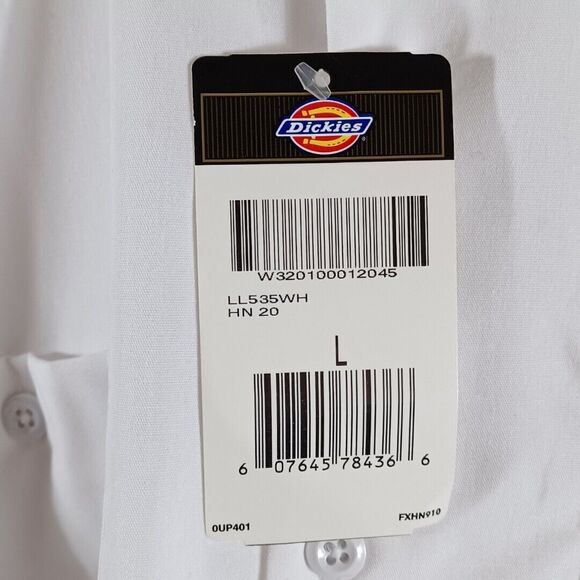 Dickies
W320100012045
LL535WH
HN 20
L
6 07645 78436 6
0UP401
FXHN910